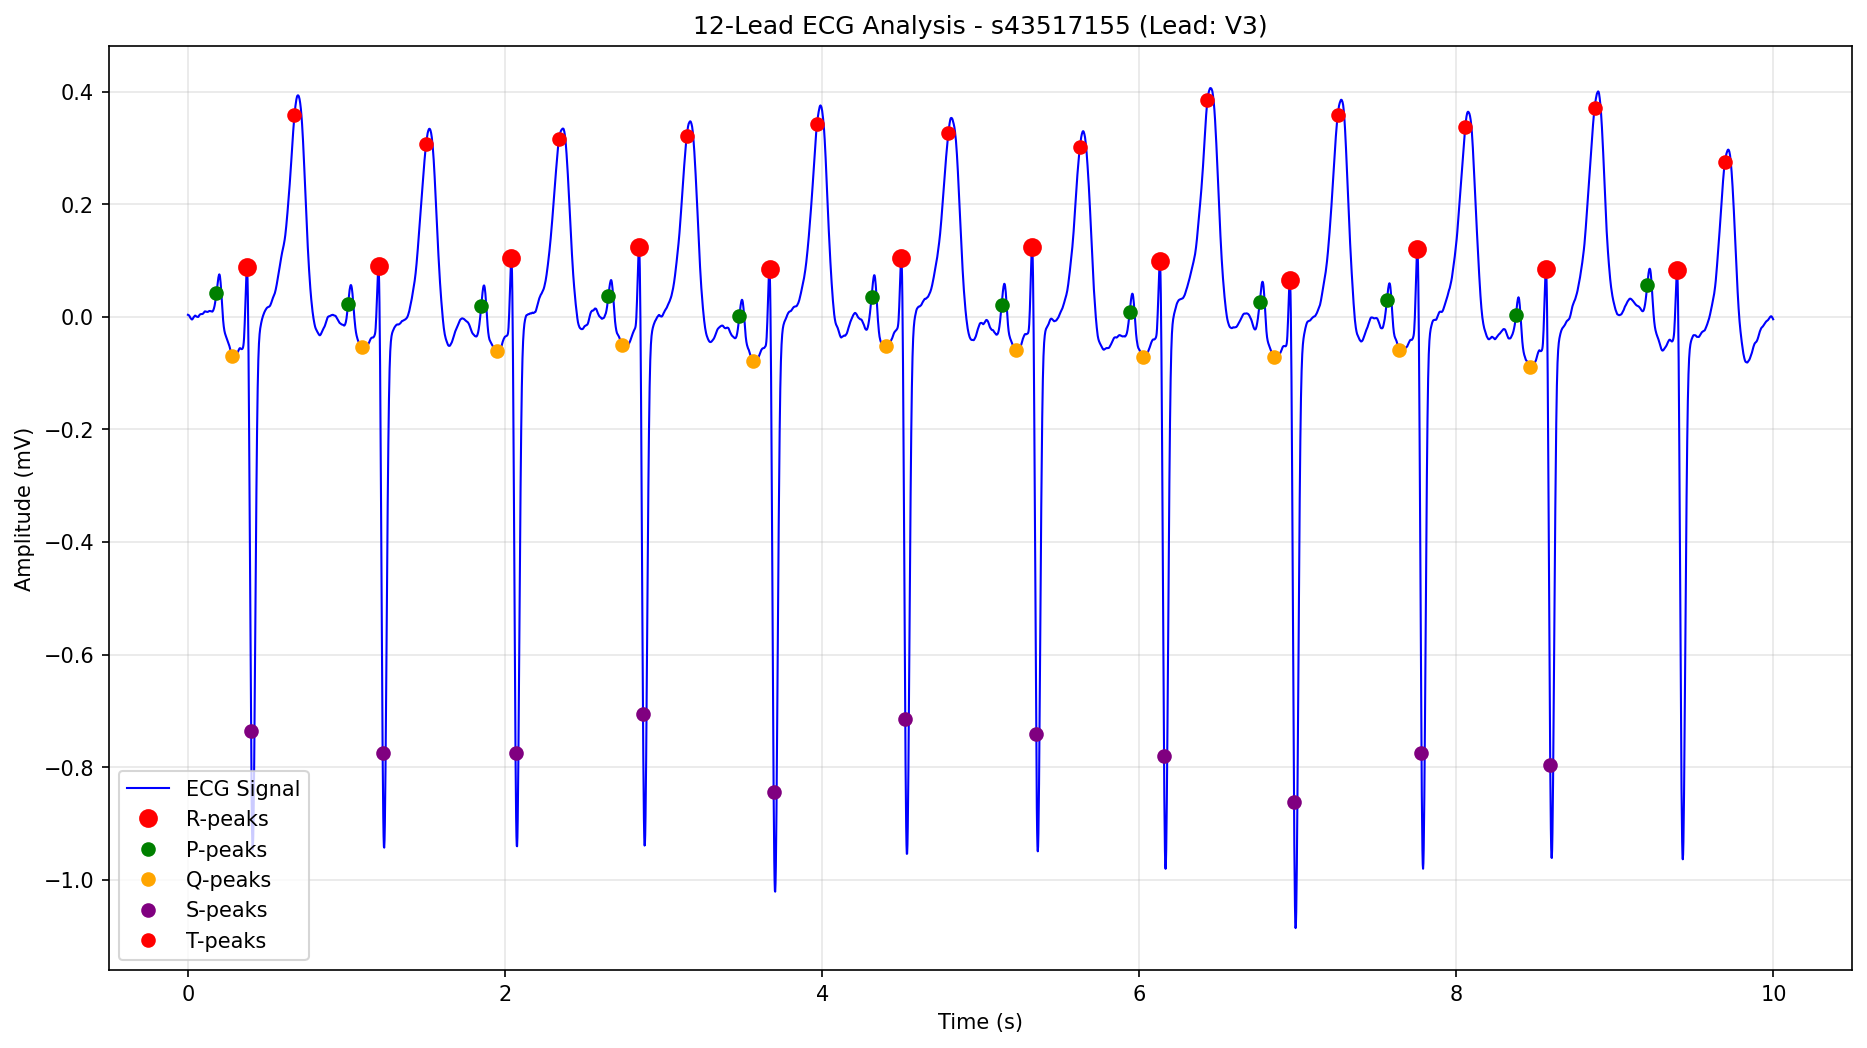 12-Lead ECG Analysis - s43517155 (Lead: V3)
Amplitude (mV)
0.4
0.2
0.0
−0.2
−0.4
−0.6
−0.8
−1.0
ECG Signal
R-peaks
P-peaks
Q-peaks
S-peaks
T-peaks
0 2 4 6 8 10
Time (s)